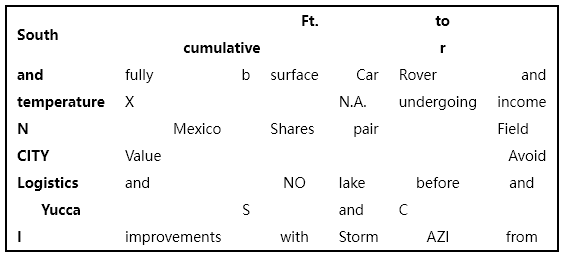 South Ft. to
cumulative r
and fully b surface Car Rover and
temperature X N.A. undergoing income
N Mexico Shares pair Field
CITY Value Avoid
Logistics and NO lake before and
Yucca S and C
I improvements with Storm AZI from